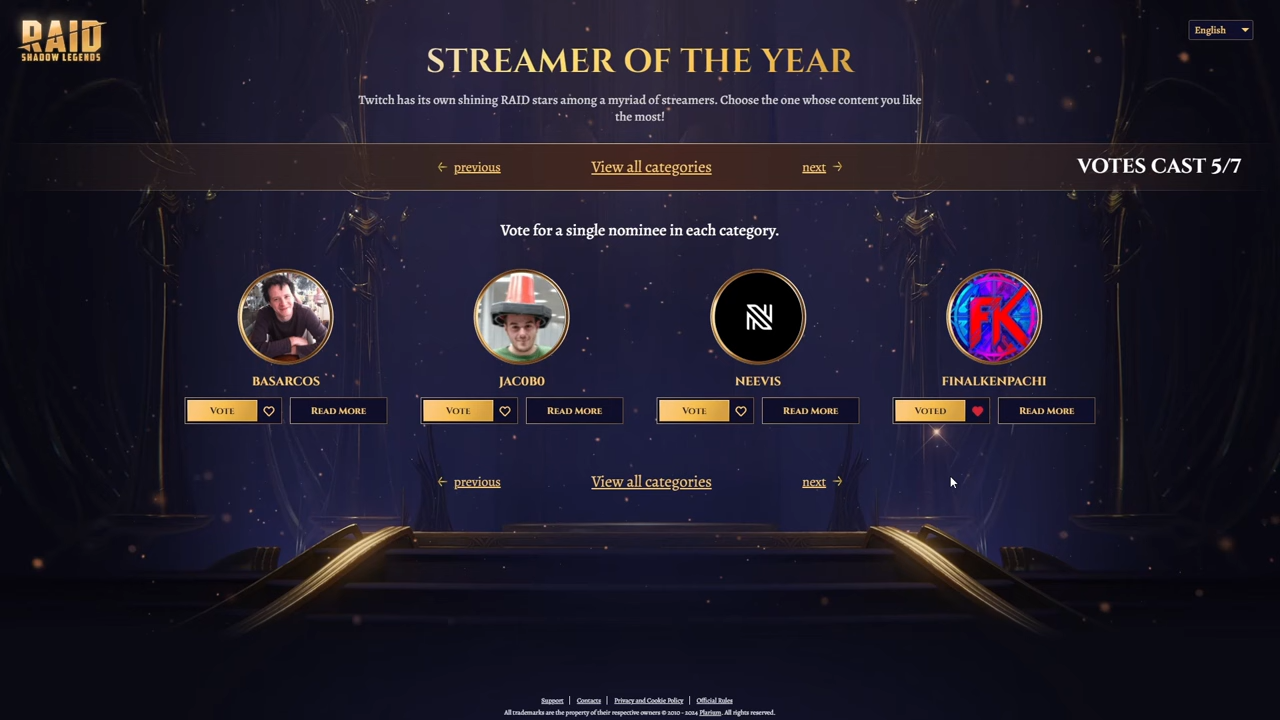 RAID
SHADOW LEGENDS
English
STREAMER OF THE YEAR
Twitch has its own shining RAID stars among a myriad of streamers. Choose the one whose content you like
the most!
← previous View all categories next →
VOTES CAST 5/7
Vote for a single nominee in each category.
FK
BASARCOS JAC0B0 NEEVIS FINALKENPACHI
VOTE READ MORE VOTE READ MORE VOTE READ MORE VOTED READ MORE
← previous View all categories next →
Support | Contacts | Privacy and Cookie Policy | Official Rules
All trademarks are the property of their respective owners © 2010 - 2024 Plarium. All rights reserved.